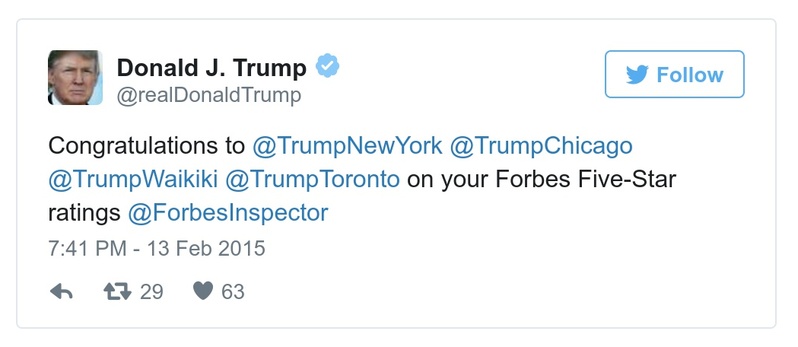 Donald J. Trump
@realDonaldTrump
Follow
Congratulations to @TrumpNewYork @TrumpChicago
@TrumpWaikiki @TrumpToronto on your Forbes Five-Star
ratings @ForbesInspector
7:41 PM - 13 Feb 2015
29 63